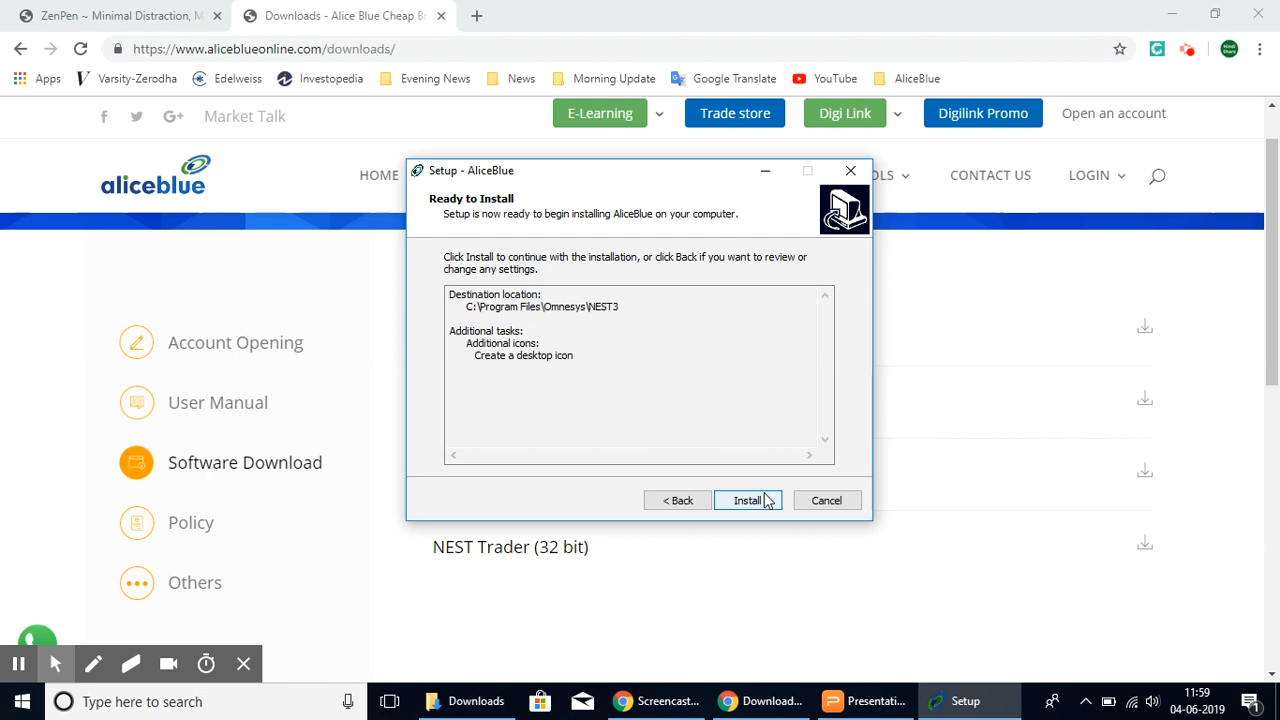 ZenPen ~ Minimal Distraction, M
Downloads - Alice Blue Cheap Br
https://www.aliceblueonline.com/downloads/
Apps
Varsity-Zerodha
Edelweiss
Investopedia
Evening News
News
Morning Update
Google Translate
YouTube
AliceBlue
Market Talk
E-Learning
Trade store
Digi Link
Digilink Promo
Open an account
aliceblue
HOME
OLS
CONTACT US
LOGIN
Setup - AliceBlue
Ready to Install
Setup is now ready to begin installing AliceBlue on your computer.
Click Install to continue with the installation, or click Back if you want to review or
change any settings.
Destination location:
C:\Program Files\Omnesys\NEST3
Additional tasks:
Additional icons:
Create a desktop icon
< Back
Install
Cancel
Account Opening
User Manual
Software Download
Policy
Others
NEST Trader (32 bit)
Type here to search
Downloads
Screencast...
Download...
Presentati...
Setup
11:59
04-06-2019